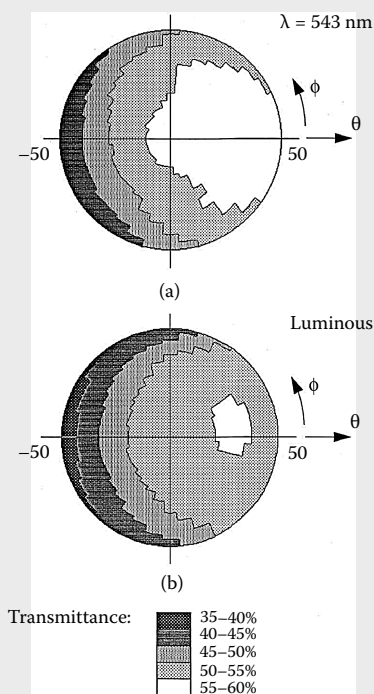 λ = 543 nm
ϕ
θ
−50
50
(a)
Luminous
ϕ
θ
−50
50
(b)
Transmittance:
35–40%
40–45%
45–50%
50–55%
55–60%